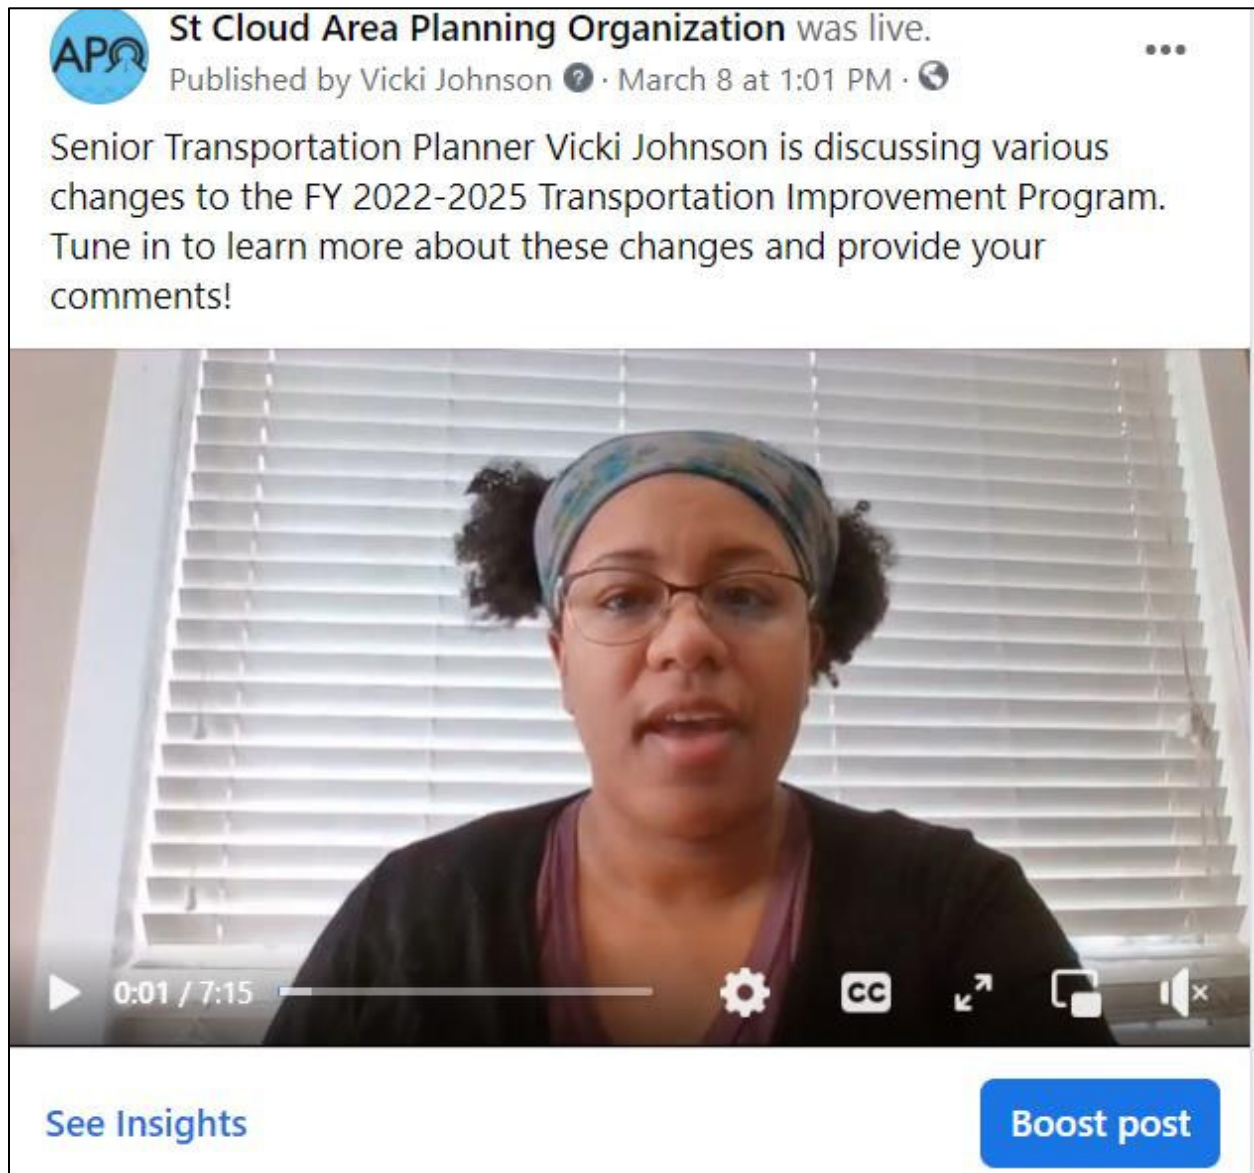 APO
St Cloud Area Planning Organization was live.
Published by Vicki Johnson ? · March 8 at 1:01 PM ·
Senior Transportation Planner Vicki Johnson is discussing various
changes to the FY 2022-2025 Transportation Improvement Program.
Tune in to learn more about these changes and provide your
comments!
0:01 / 7:15
CC
See Insights
Boost post